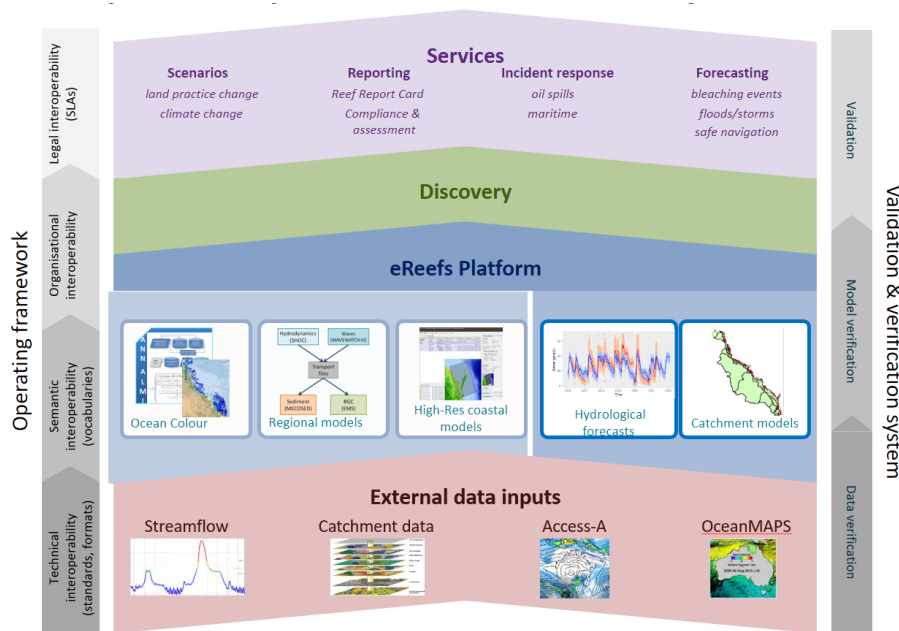 Services
Scenarios
land practice change
climate change
Reporting
Reef Report Card
Compliance &
assessment
Incident response
oil spills
maritime
Forecasting
bleaching events
floods/storms
safe navigation
Discovery
eReefs Platform
Ocean Colour
Hydrodynamics
(SHOC)
Waves
(WAVEWATCH III)
Transport
files
Sediment
(MECOSED)
BGC
(EMS)
Regional models
High-Res coastal
models
Hydrological
forecasts
Catchment models
External data inputs
Streamflow
Catchment data
Access-A
OceanMAPS
Operating framework
Legal interoperability
(SLAs)
Organisational
interoperability
Semantic
interoperability
(vocabularies)
Technical
interoperability
(standards, formats)
Validation
Model verification
Data verification
Validation & verification system